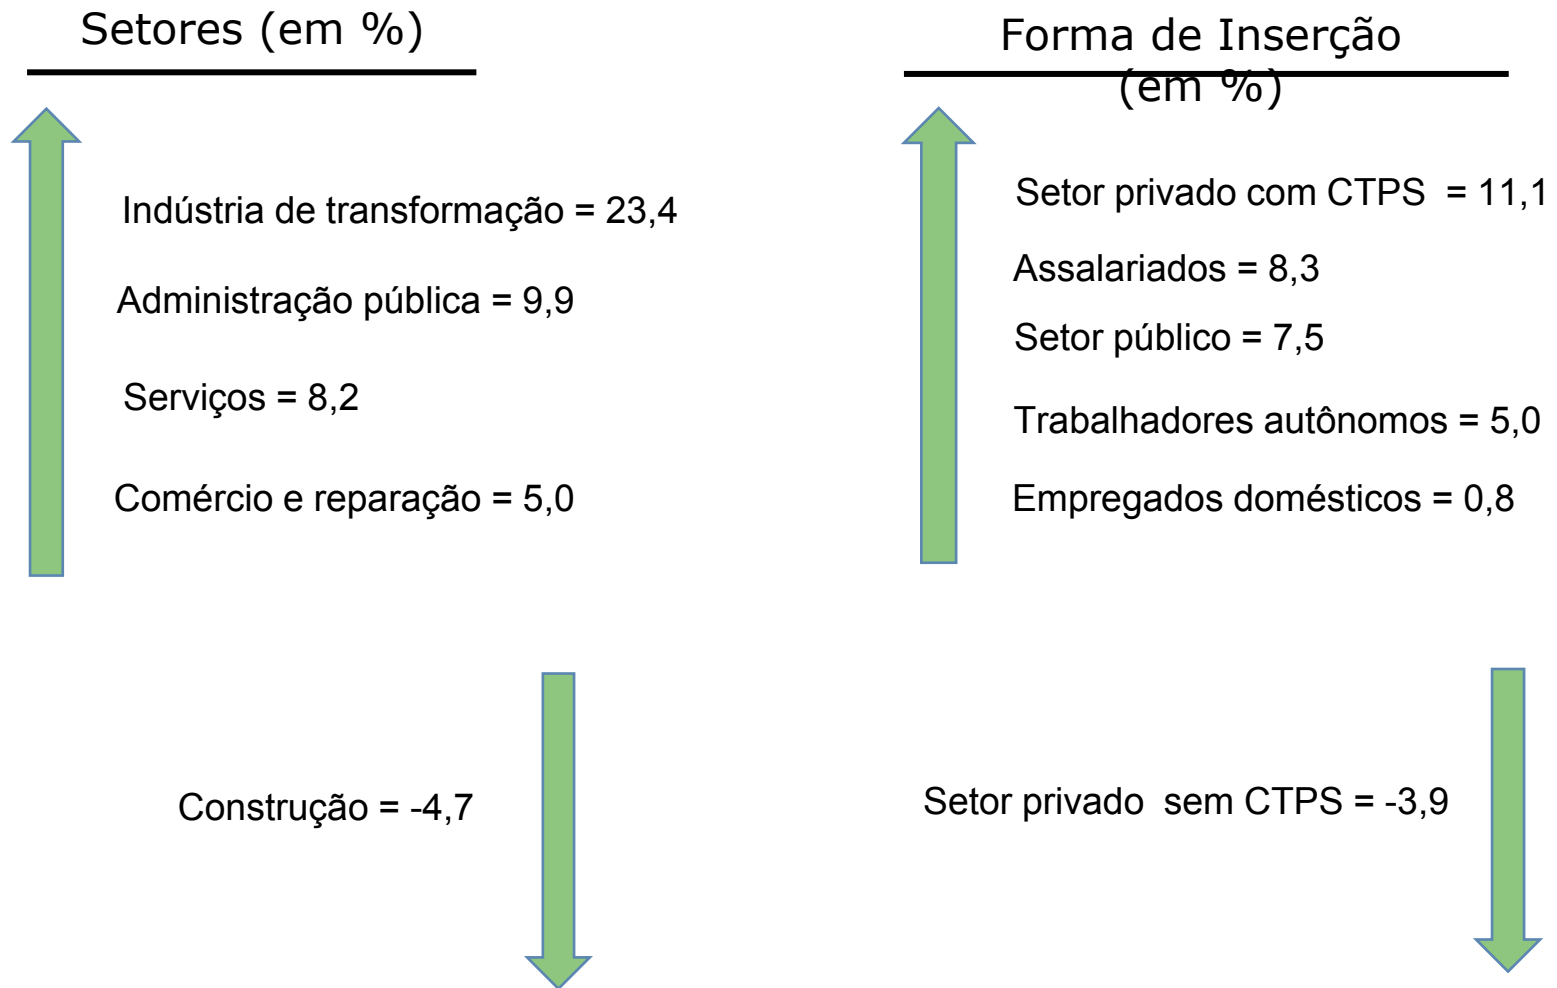 Setores (em %)
Indústria de transformação = 23,4
Administração pública = 9,9
Serviços = 8,2
Comércio e reparação = 5,0
Construção = -4,7
Forma de Inserção
(em %)
Setor privado com CTPS = 11,1
Assalariados = 8,3
Setor público = 7,5
Trabalhadores autônomos = 5,0
Empregados domésticos = 0,8
Setor privado sem CTPS = -3,9